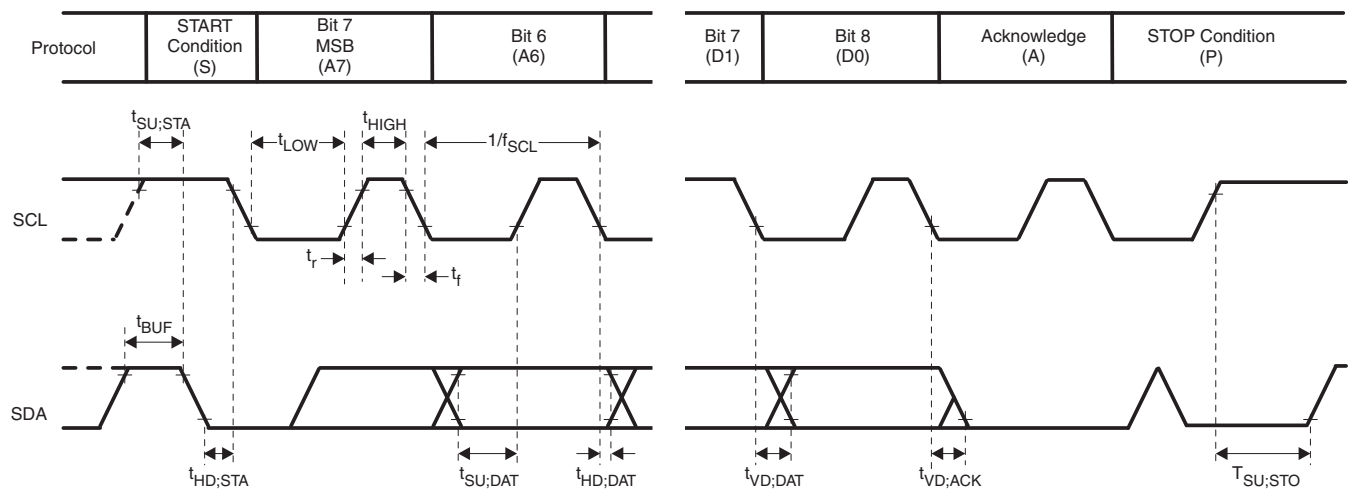 Protocol
START
Condition
(S)
Bit 7
MSB
(A7)
Bit 6
(A6)
Bit 7
(D1)
Bit 8
(D0)
Acknowledge
(A)
STOP Condition
(P)
tSU;STA
tLOW
tHIGH
1/fSCL
SCL
tr
tf
tBUF
SDA
tHD;STA
tSU;DAT
tHD;DAT
tVD;DAT
tVD;ACK
TSU;STO